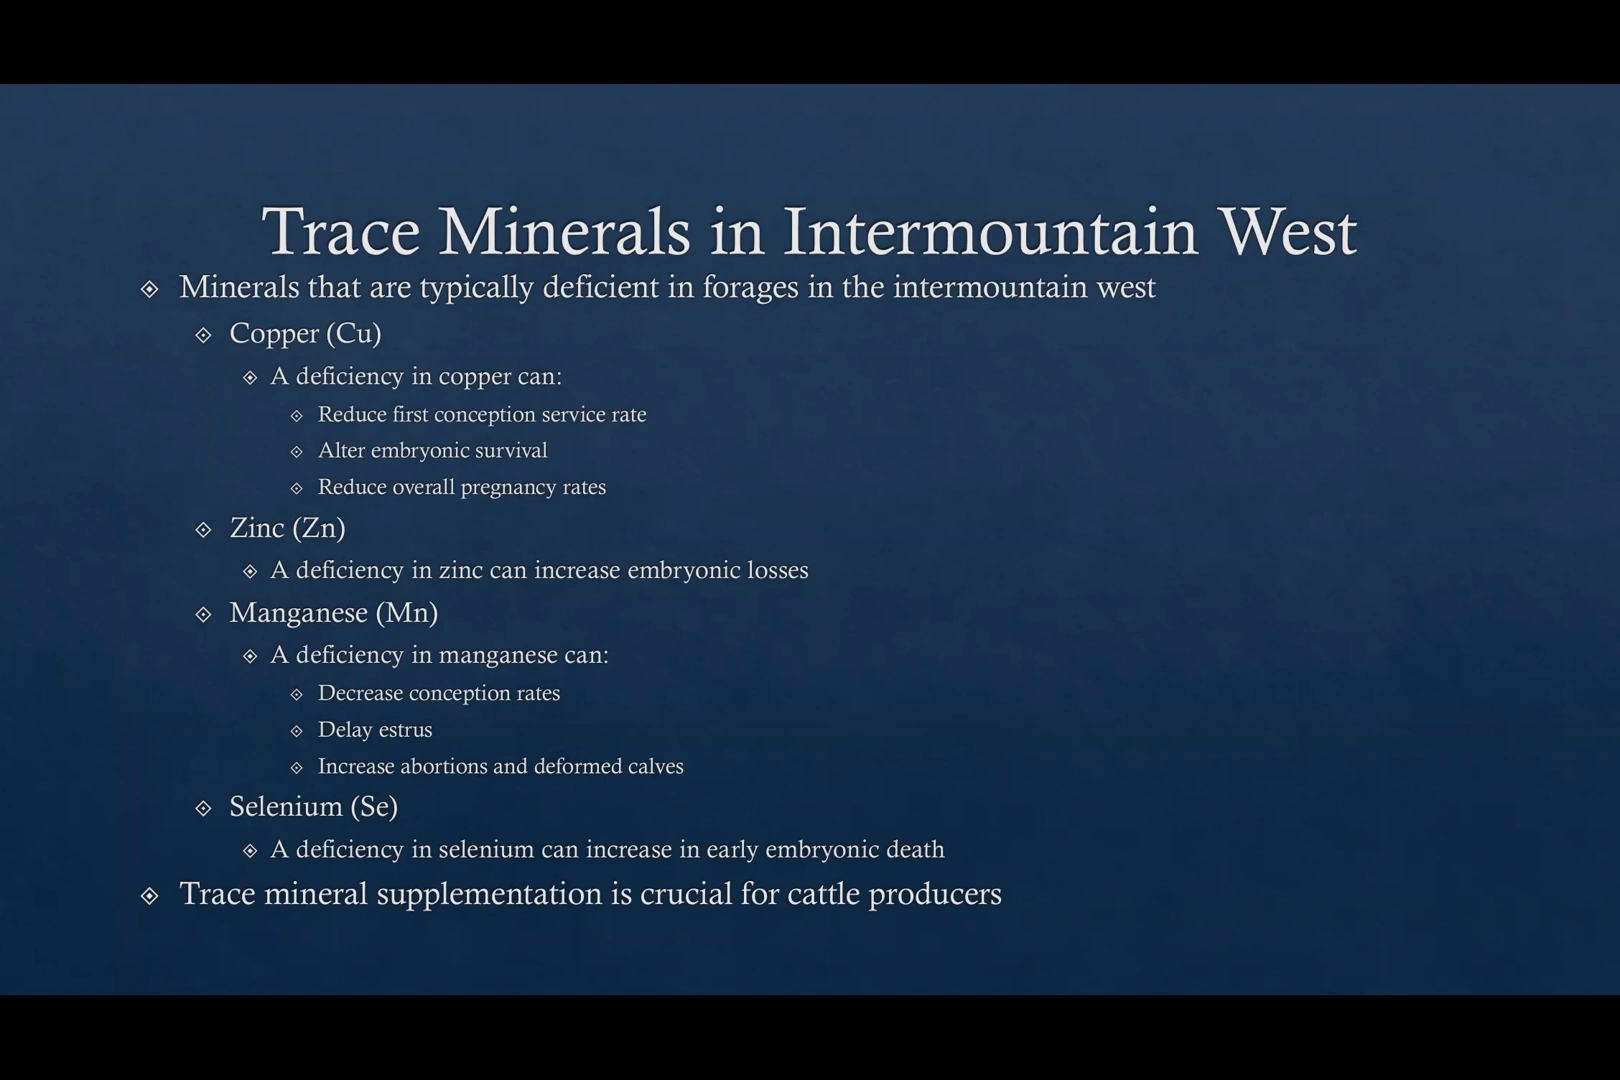 Trace Minerals in Intermountain West
Minerals that are typically deficient in forages in the intermountain west
Copper (Cu)
A deficiency in copper can:
Reduce first conception service rate
Alter embryonic survival
Reduce overall pregnancy rates
Zinc (Zn)
A deficiency in zinc can increase embryonic losses
Manganese (Mn)
A deficiency in manganese can:
Decrease conception rates
Delay estrus
Increase abortions and deformed calves
Selenium (Se)
A deficiency in selenium can increase in early embryonic death
Trace mineral supplementation is crucial for cattle producers